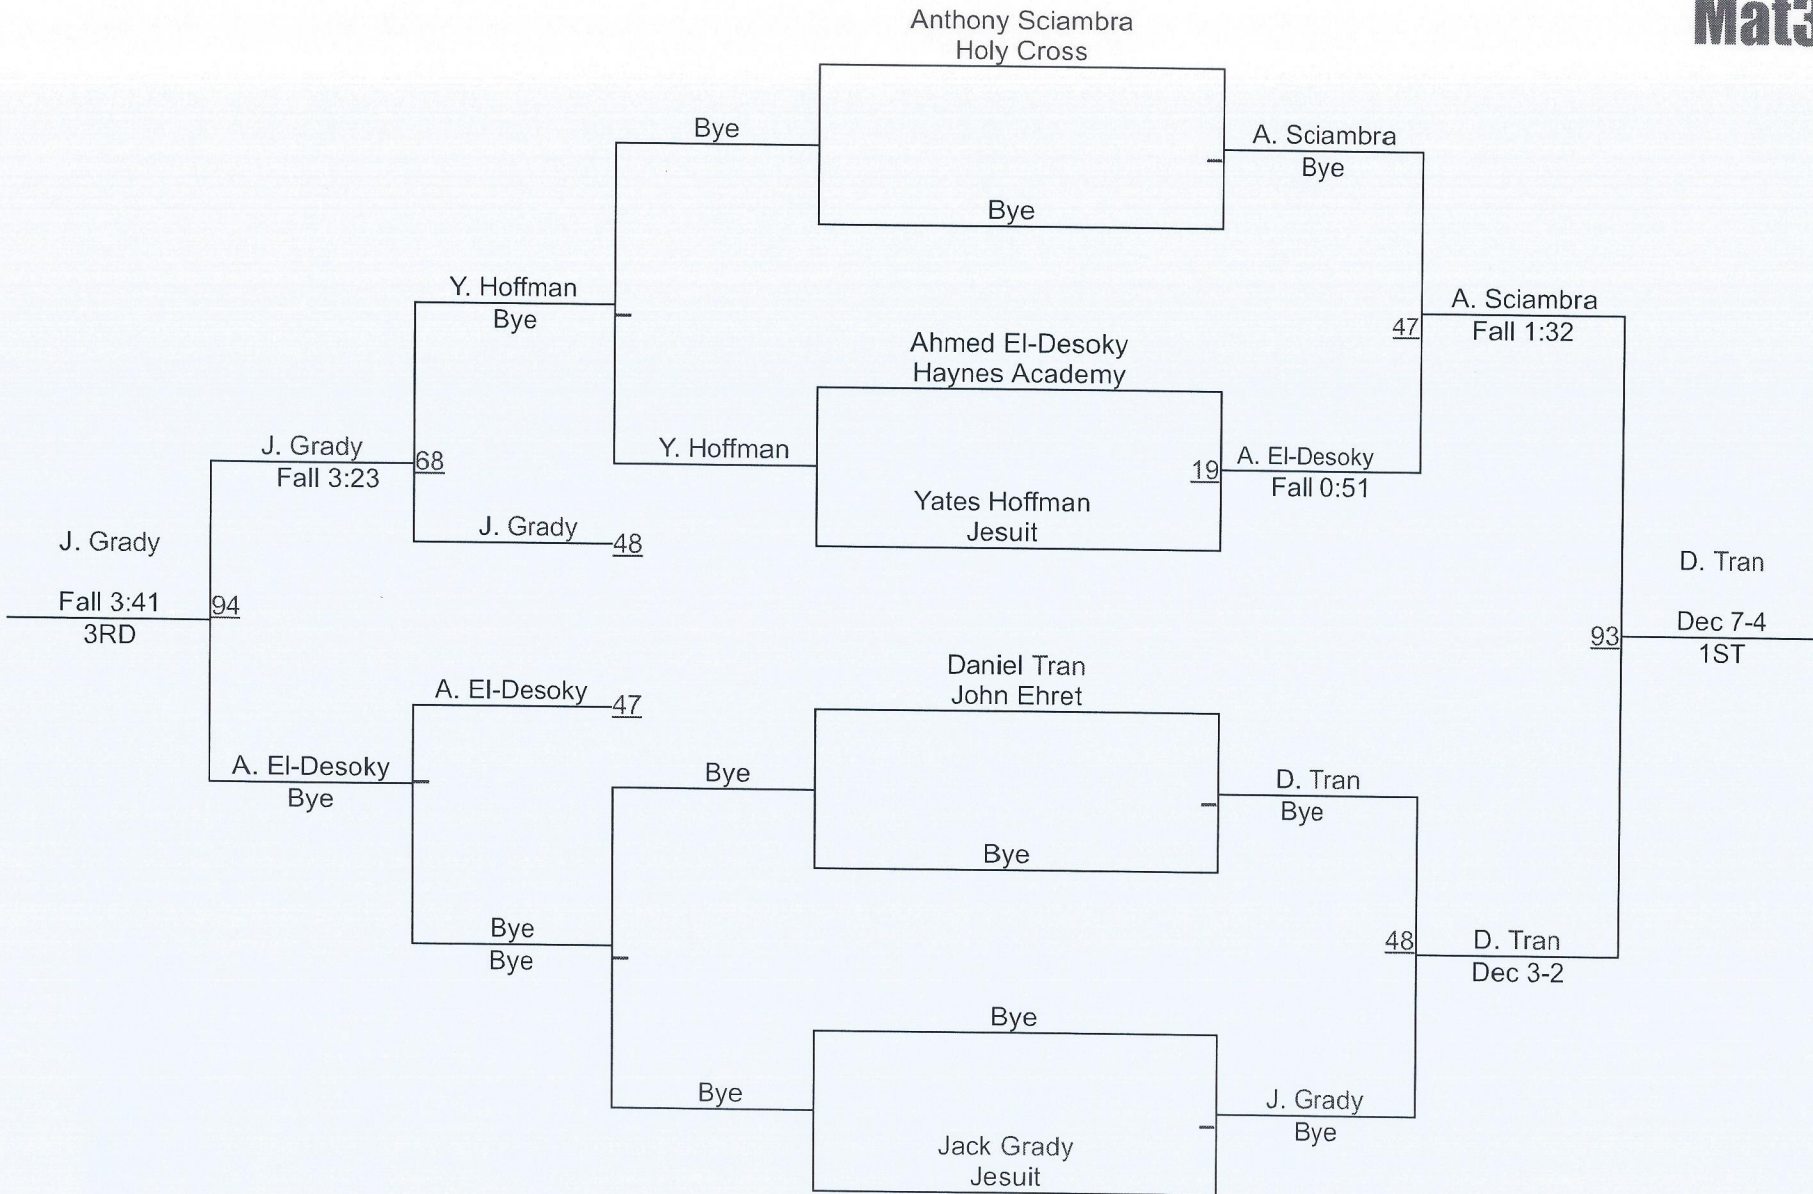 Mat3
Anthony Sciambra
Holy Cross
Bye
A. Sciambra
Bye
Bye
Y. Hoffman
Bye
A. Sciambra
47
Fall 1:32
Ahmed El-Desoky
Haynes Academy
J. Grady
68
Fall 3:23
Y. Hoffman
19
A. El-Desoky
Fall 0:51
Yates Hoffman
Jesuit
J. Grady
48
J. Grady
Fall 3:41
94
3RD
D. Tran
Dec 7-4
93
1ST
Daniel Tran
John Ehret
A. El-Desoky
47
A. El-Desoky
Bye
Bye
D. Tran
Bye
Bye
Bye
Bye
48
D. Tran
Dec 3-2
Bye
Bye
J. Grady
Bye
Jack Grady
Jesuit